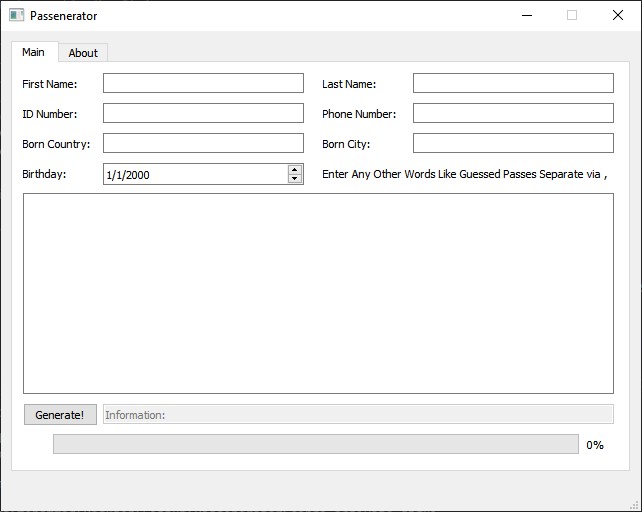 Passenerator
Main About
First Name: Last Name:
ID Number: Phone Number:
Born Country: Born City:
Birthday: 1/1/2000 Enter Any Other Words Like Guessed Passes Separate via ,
Generate! Information:
0%